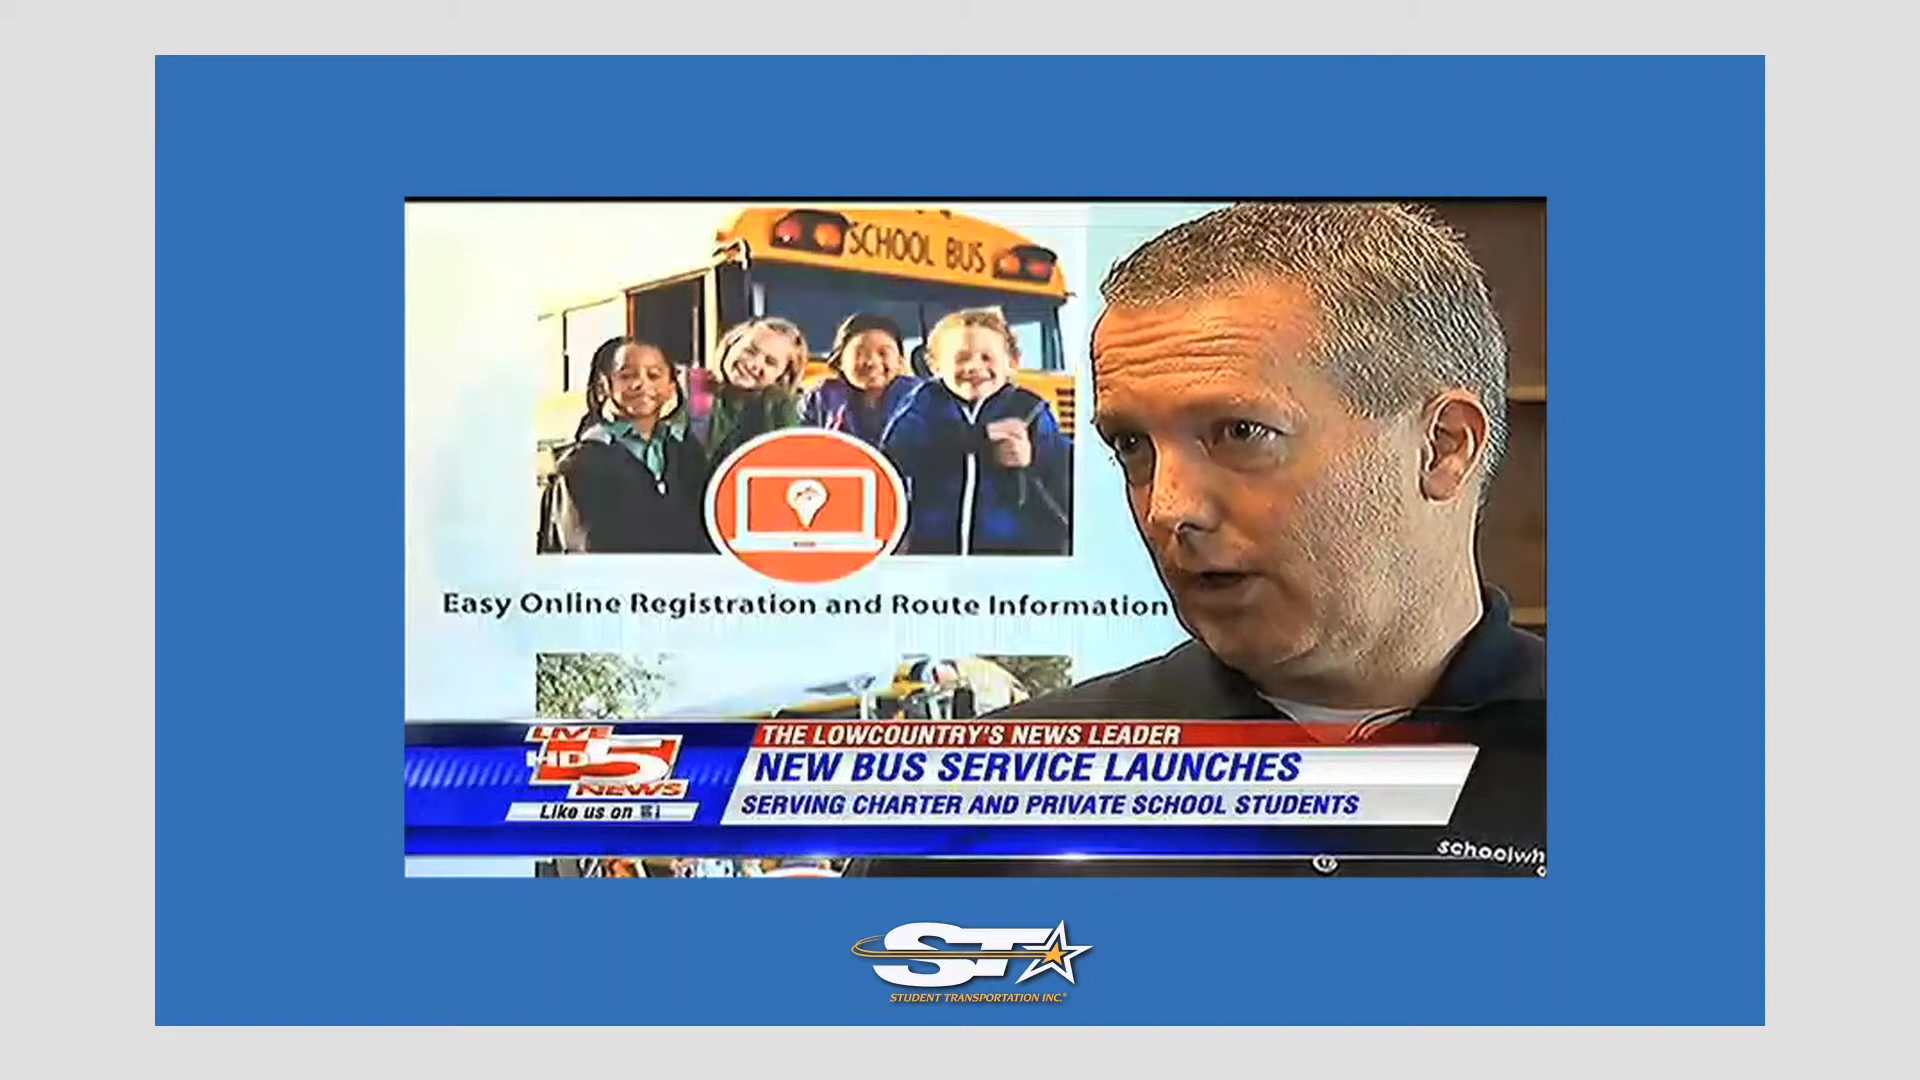 SCHOOL BUS
Easy Online Registration and Route Information
LIVE
HD 5
NEWS
Like us on
THE LOWCOUNTRY'S NEWS LEADER
NEW BUS SERVICE LAUNCHES
SERVING CHARTER AND PRIVATE SCHOOL STUDENTS
schoolwh
ST
STUDENT TRANSPORTATION INC.®